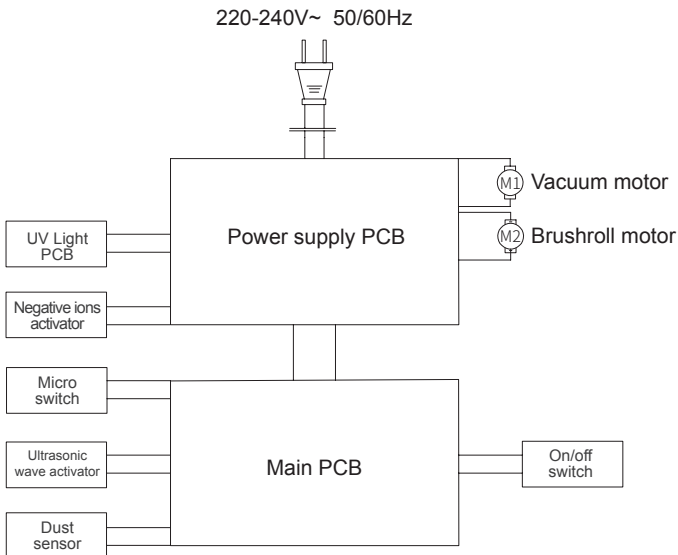 220-240V~ 50/60Hz
M1 Vacuum motor
Power supply PCB
M2 Brushroll motor
UV Light
PCB
Negative ions
activator
Micro
switch
Ultrasonic
wave activator
Main PCB
On/off
switch
Dust
sensor